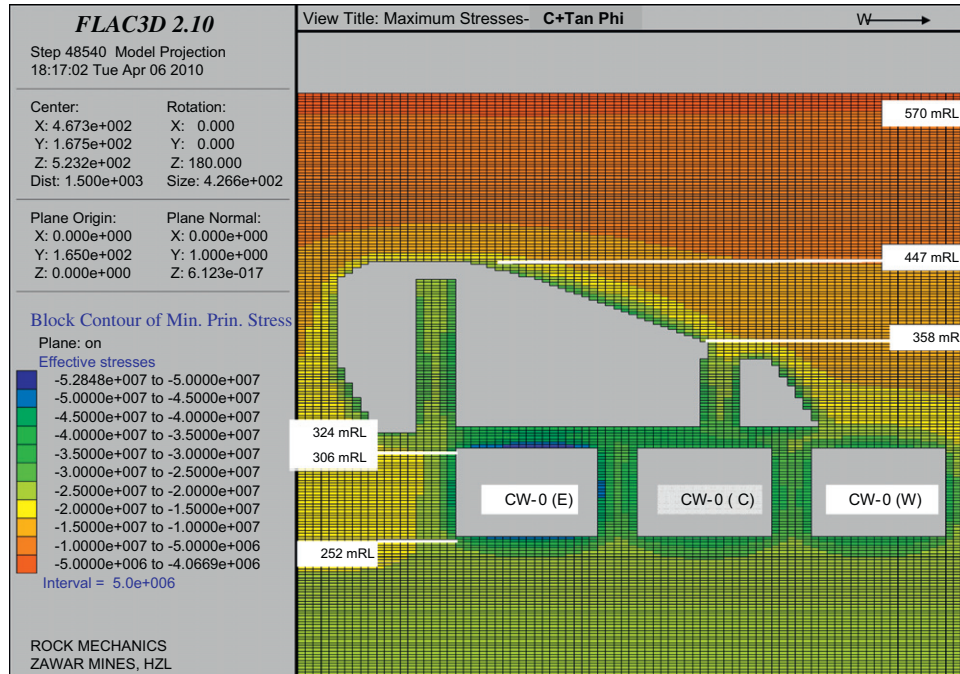 FLAC3D 2.10
Step 48540 Model Projection
18:17:02 Tue Apr 06 2010
Center: Rotation:
X: 4.673e+002 X: 0.000
Y: 1.675e+002 Y: 0.000
Z: 5.232e+002 Z: 180.000
Dist: 1.500e+003 Size: 4.266e+002
Plane Origin: Plane Normal:
X: 0.000e+000 X: 0.000e+000
Y: 1.650e+002 Y: 1.000e+000
Z: 0.000e+000 Z: 6.123e-017
Block Contour of Min. Prin. Stress
Plane: on
Effective stresses
-5.2848e+007 to -5.0000e+007
-5.0000e+007 to -4.5000e+007
-4.5000e+007 to -4.0000e+007
-4.0000e+007 to -3.5000e+007
-3.5000e+007 to -3.0000e+007
-3.0000e+007 to -2.5000e+007
-2.5000e+007 to -2.0000e+007
-2.0000e+007 to -1.5000e+007
-1.5000e+007 to -1.0000e+007
-1.0000e+007 to -5.0000e+006
-5.0000e+006 to -4.0669e+006
Interval = 5.0e+006
ROCK MECHANICS
ZAWAR MINES, HZL
View Title: Maximum Stresses- C+Tan Phi
W
570 mRL
447 mRL
358 mRL
324 mRL
306 mRL
CW-0 (E) CW-0 ( C) CW-0 (W)
252 mRL